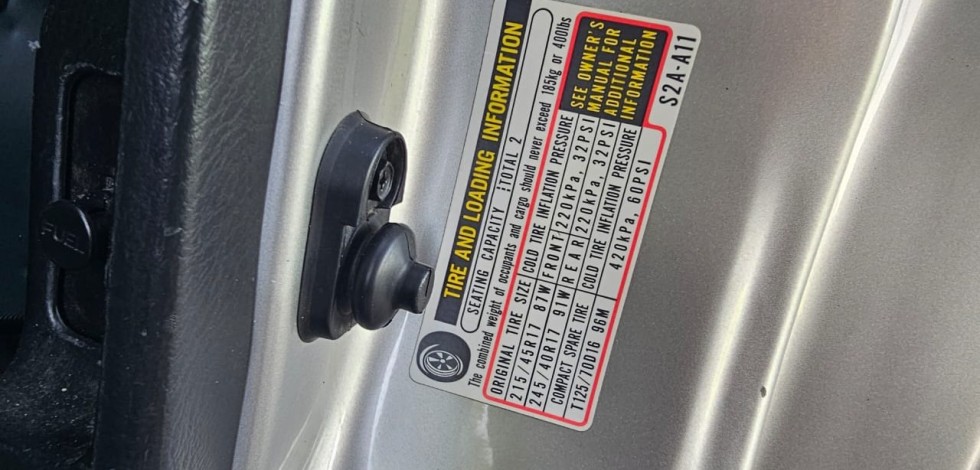 TIRE AND LOADING INFORMATION
SEATING CAPACITY :TOTAL 2
The combined weight of occupants and cargo should never exceed 185kg or 400lbs
ORIGINAL TIRE SIZE COLD TIRE INFLATION PRESSURE
215/45R17 87W FRONT 220kPa, 32PSI
245/40R17 91W REAR 220kPa, 32PSI
COMPACT SPARE TIRE COLD TIRE INFLATION PRESSURE
T125/70D16 96M 420kPa, 60PSI
SEE OWNER'S
MANUAL FOR
ADDITIONAL
INFORMATION
S2A-A11
FUEL